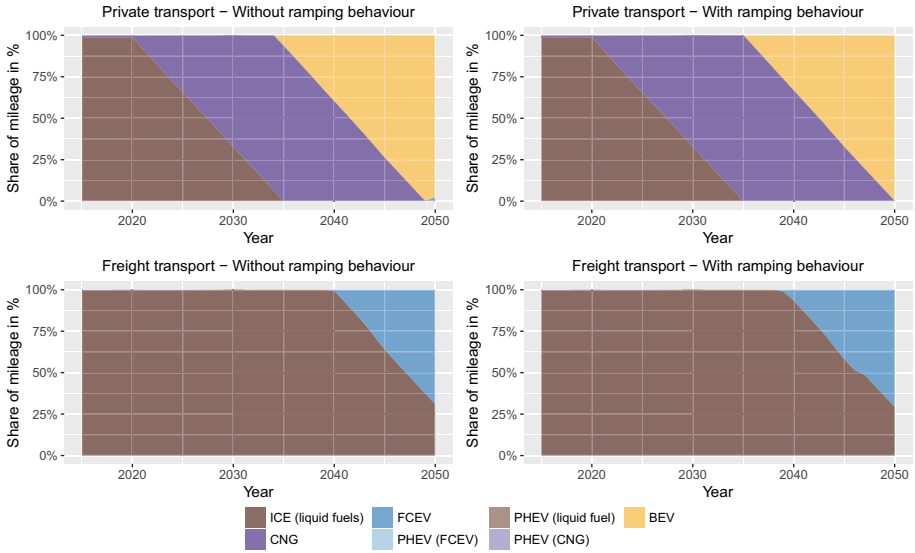 Private transport − Without ramping behaviour
Share of mileage in %
100%
75%
50%
25%
0%
2020 2030 2040 2050
Year
Private transport − With ramping behaviour
Share of mileage in %
100%
75%
50%
25%
0%
2020 2030 2040 2050
Year
Freight transport − Without ramping behaviour
Share of mileage in %
100%
75%
50%
25%
0%
2020 2030 2040 2050
Year
Freight transport − With ramping behaviour
Share of mileage in %
100%
75%
50%
25%
0%
2020 2030 2040 2050
Year
ICE (liquid fuels) FCEV PHEV (liquid fuel) BEV
CNG PHEV (FCEV) PHEV (CNG)